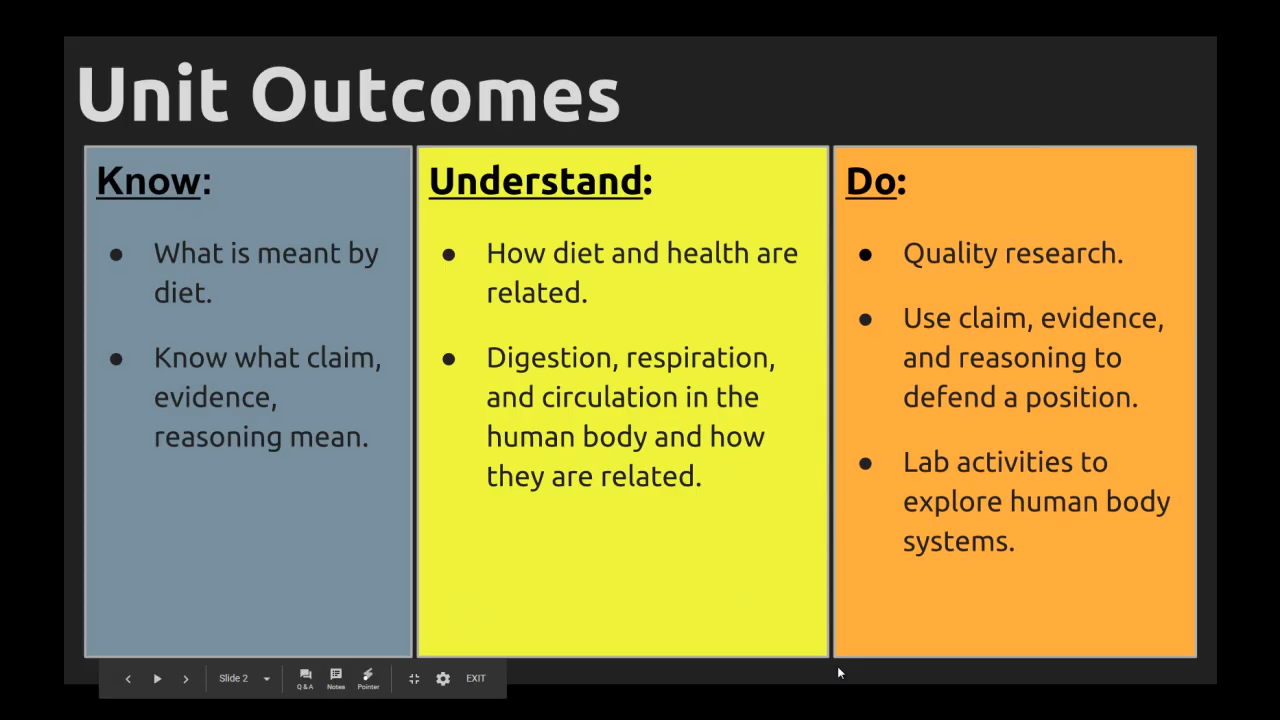 Unit Outcomes
Know:
● What is meant by
diet.
● Know what claim,
evidence,
reasoning mean.
Understand:
● How diet and health are
related.
● Digestion, respiration,
and circulation in the
human body and how
they are related.
Do:
● Quality research.
● Use claim, evidence,
and reasoning to
defend a position.
● Lab activities to
explore human body
systems.
Slide 2
Q & A
Notes
Pointer
EXIT